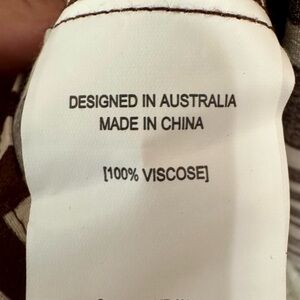 DESIGNED IN AUSTRALIA
MADE IN CHINA
[100% VISCOSE]